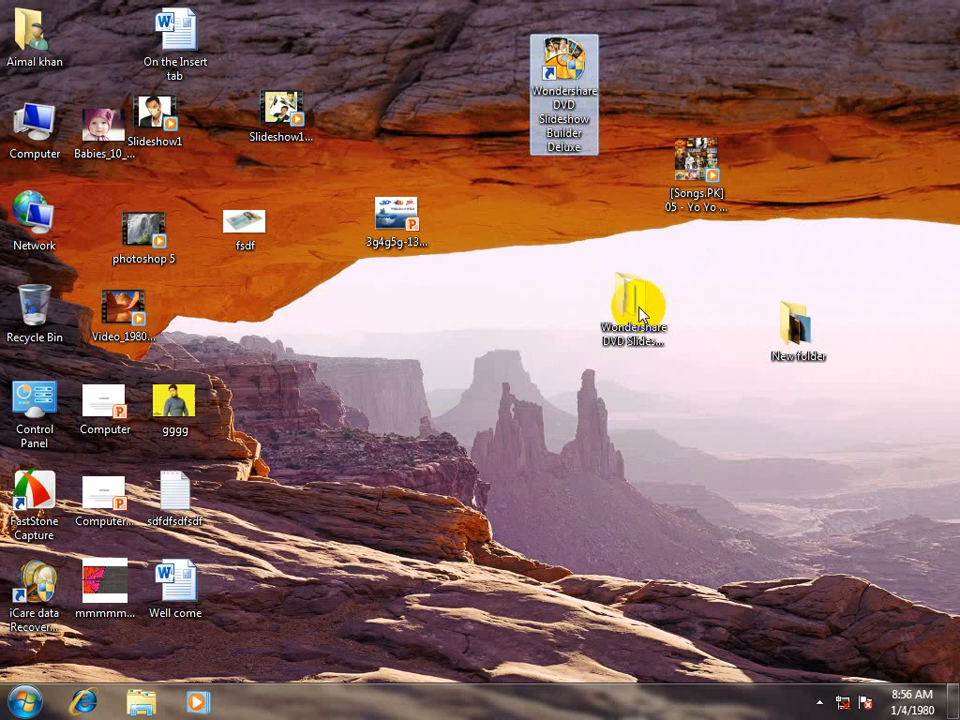 Aimal khan
On the Insert
tab
Wondershare
DVD
Slideshow
Builder
Deluxe
Computer
Babies_10_...
Slideshow1
Slideshow1...
[Songs.PK]
05 - Yo Yo ...
Network
photoshop 5
fsdf
3g4g5g-13...
Recycle Bin
Video_1980...
Wondershare
DVD Slides...
New folder
Control
Panel
Computer
gggg
FastStone
Capture
Computer...
sdfdfsdfsdf
iCare data
Recover...
mmmmm...
Well come
8:56 AM
1/4/1980